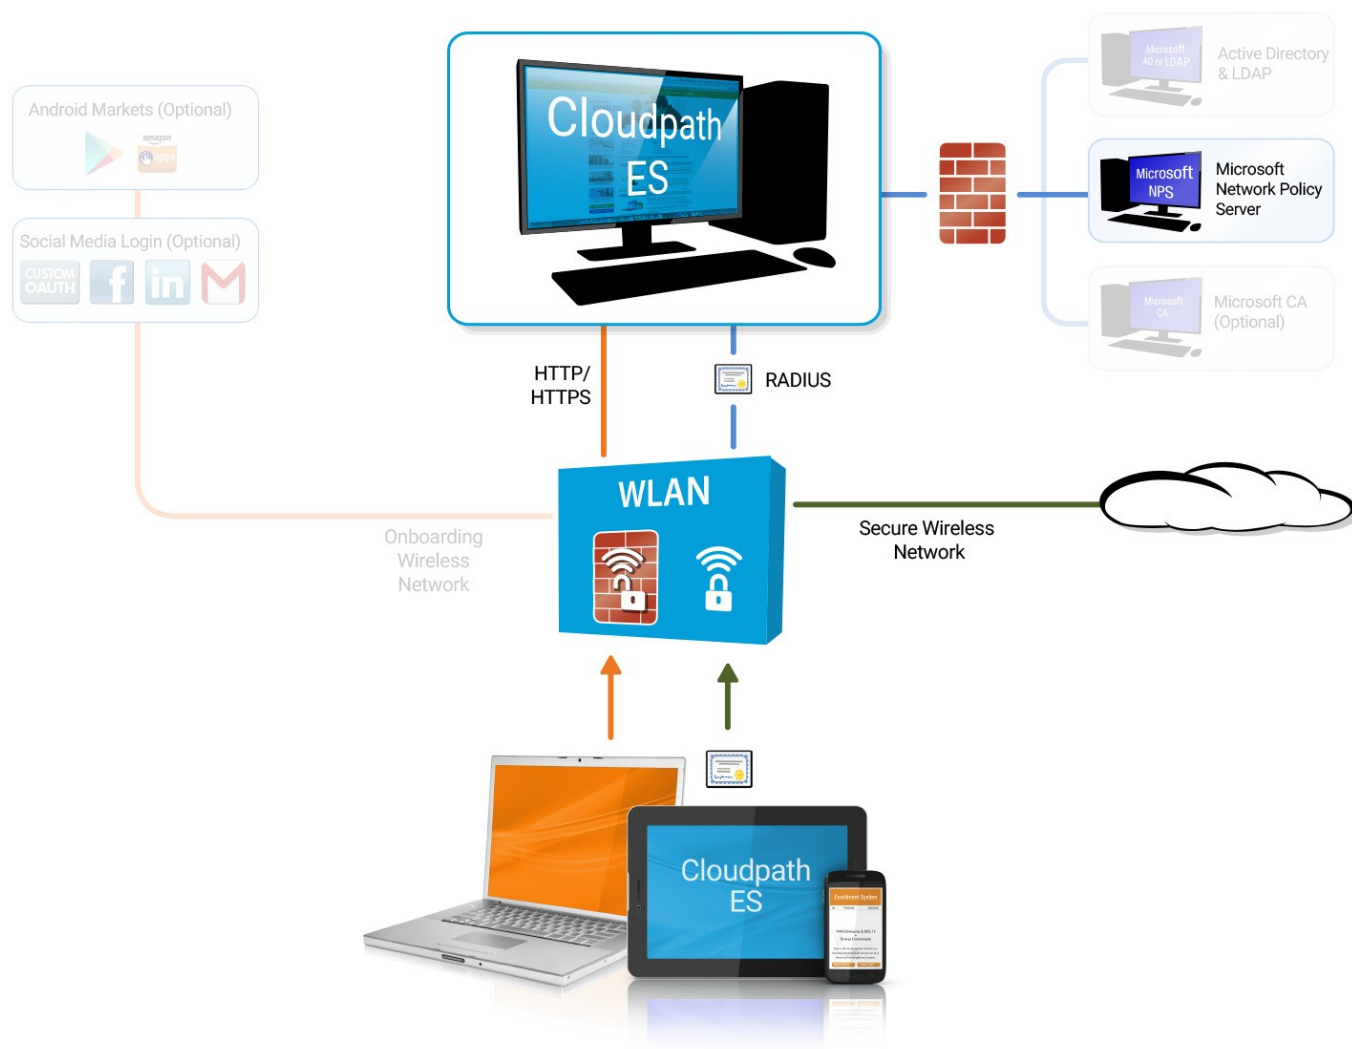 Android Markets (Optional)
amazon
apps
Social Media Login (Optional)
CUSTOM
OAUTH
Cloudpath
ES
Microsoft
AD or LDAP
Active Directory
& LDAP
Microsoft
NPS
Microsoft
Network Policy
Server
Microsoft
CA
Microsoft CA
(Optional)
HTTP/
HTTPS
RADIUS
WLAN
Onboarding
Wireless
Network
Secure Wireless
Network
Cloudpath
ES
Enrollment System